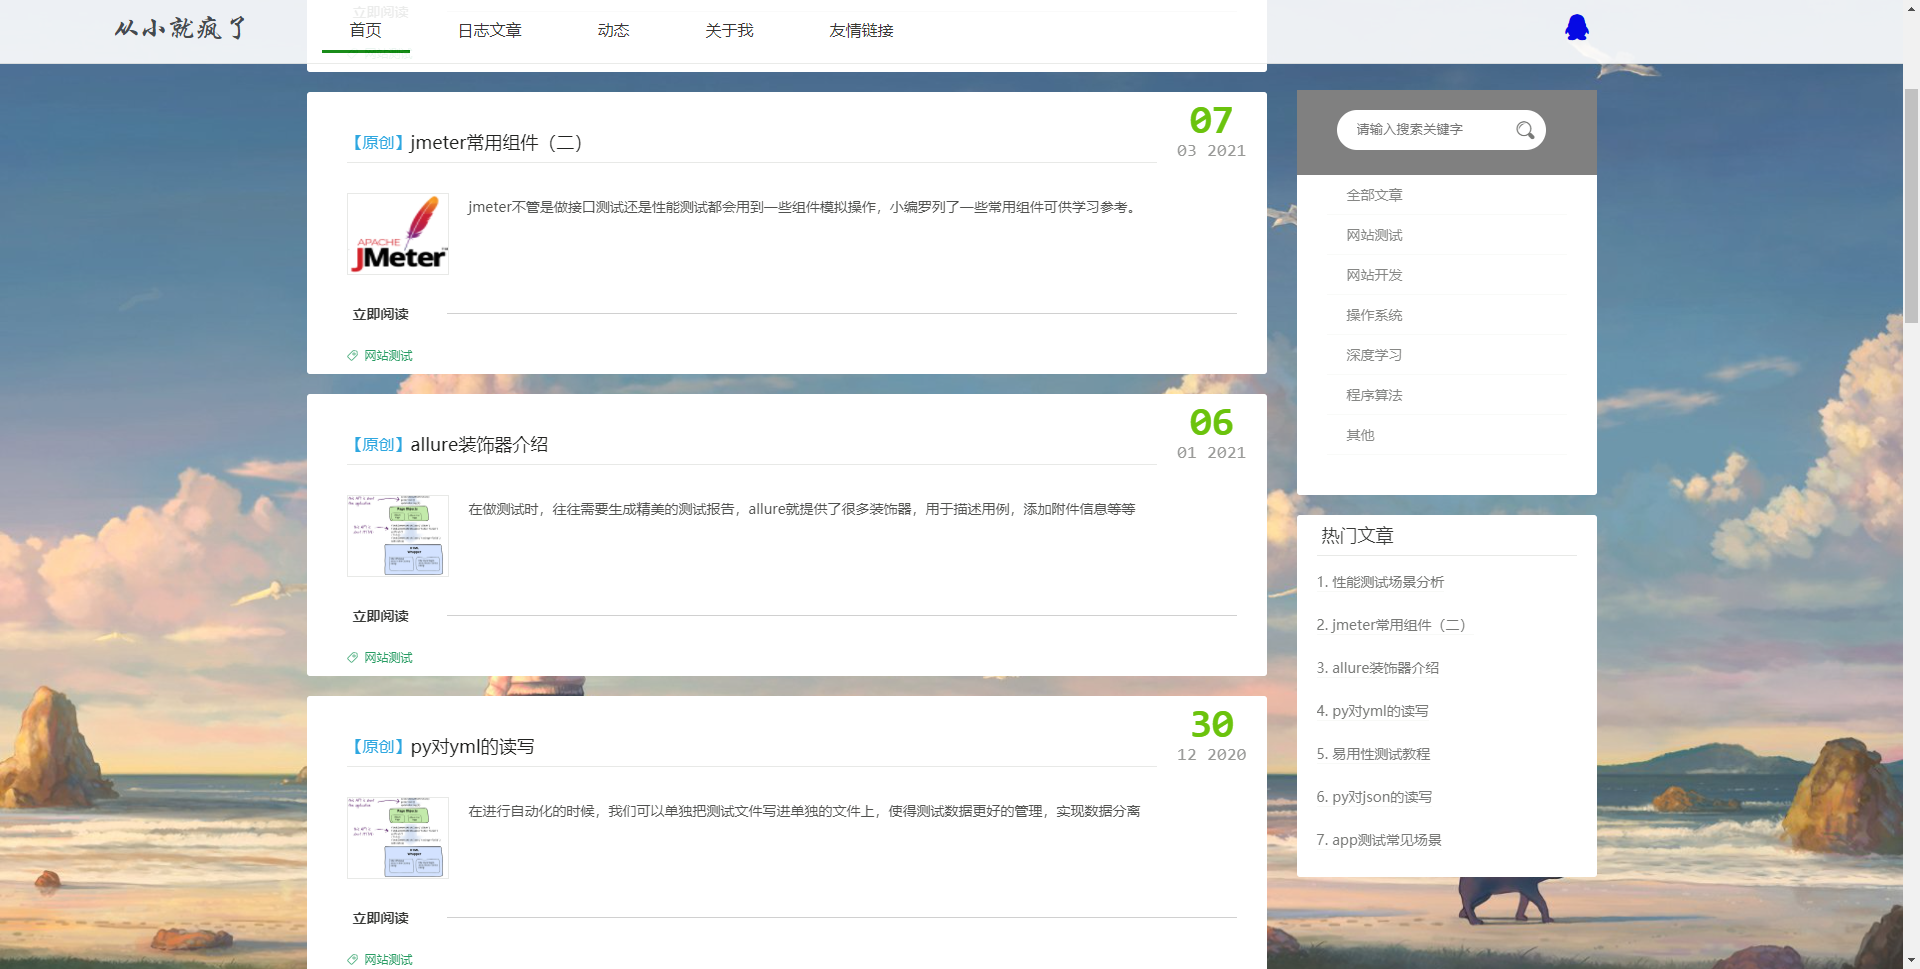 从小就疯了
立即阅读
首页 日志文章 动态 关于我 友情链接
【原创】jmeter常用组件（二）
07
03 2021
APACHE
JMeter
jmeter不管是做接口测试还是性能测试都会用到一些组件模拟操作，小编罗列了一些常用组件可供学习参考。
立即阅读
网站测试
【原创】allure装饰器介绍
06
01 2021
在做测试时，往往需要生成精美的测试报告，allure就提供了很多装饰器，用于描述用例，添加附件信息等等
立即阅读
网站测试
【原创】py对yml的读写
30
12 2020
在进行自动化的时候，我们可以单独把测试文件写进单独的文件上，使得测试数据更好的管理，实现数据分离
立即阅读
网站测试
请输入搜索关键字
全部文章
网站测试
网站开发
操作系统
深度学习
程序算法
其他
热门文章
1. 性能测试场景分析
2. jmeter常用组件（二）
3. allure装饰器介绍
4. py对yml的读写
5. 易用性测试教程
6. py对json的读写
7. app测试常见场景